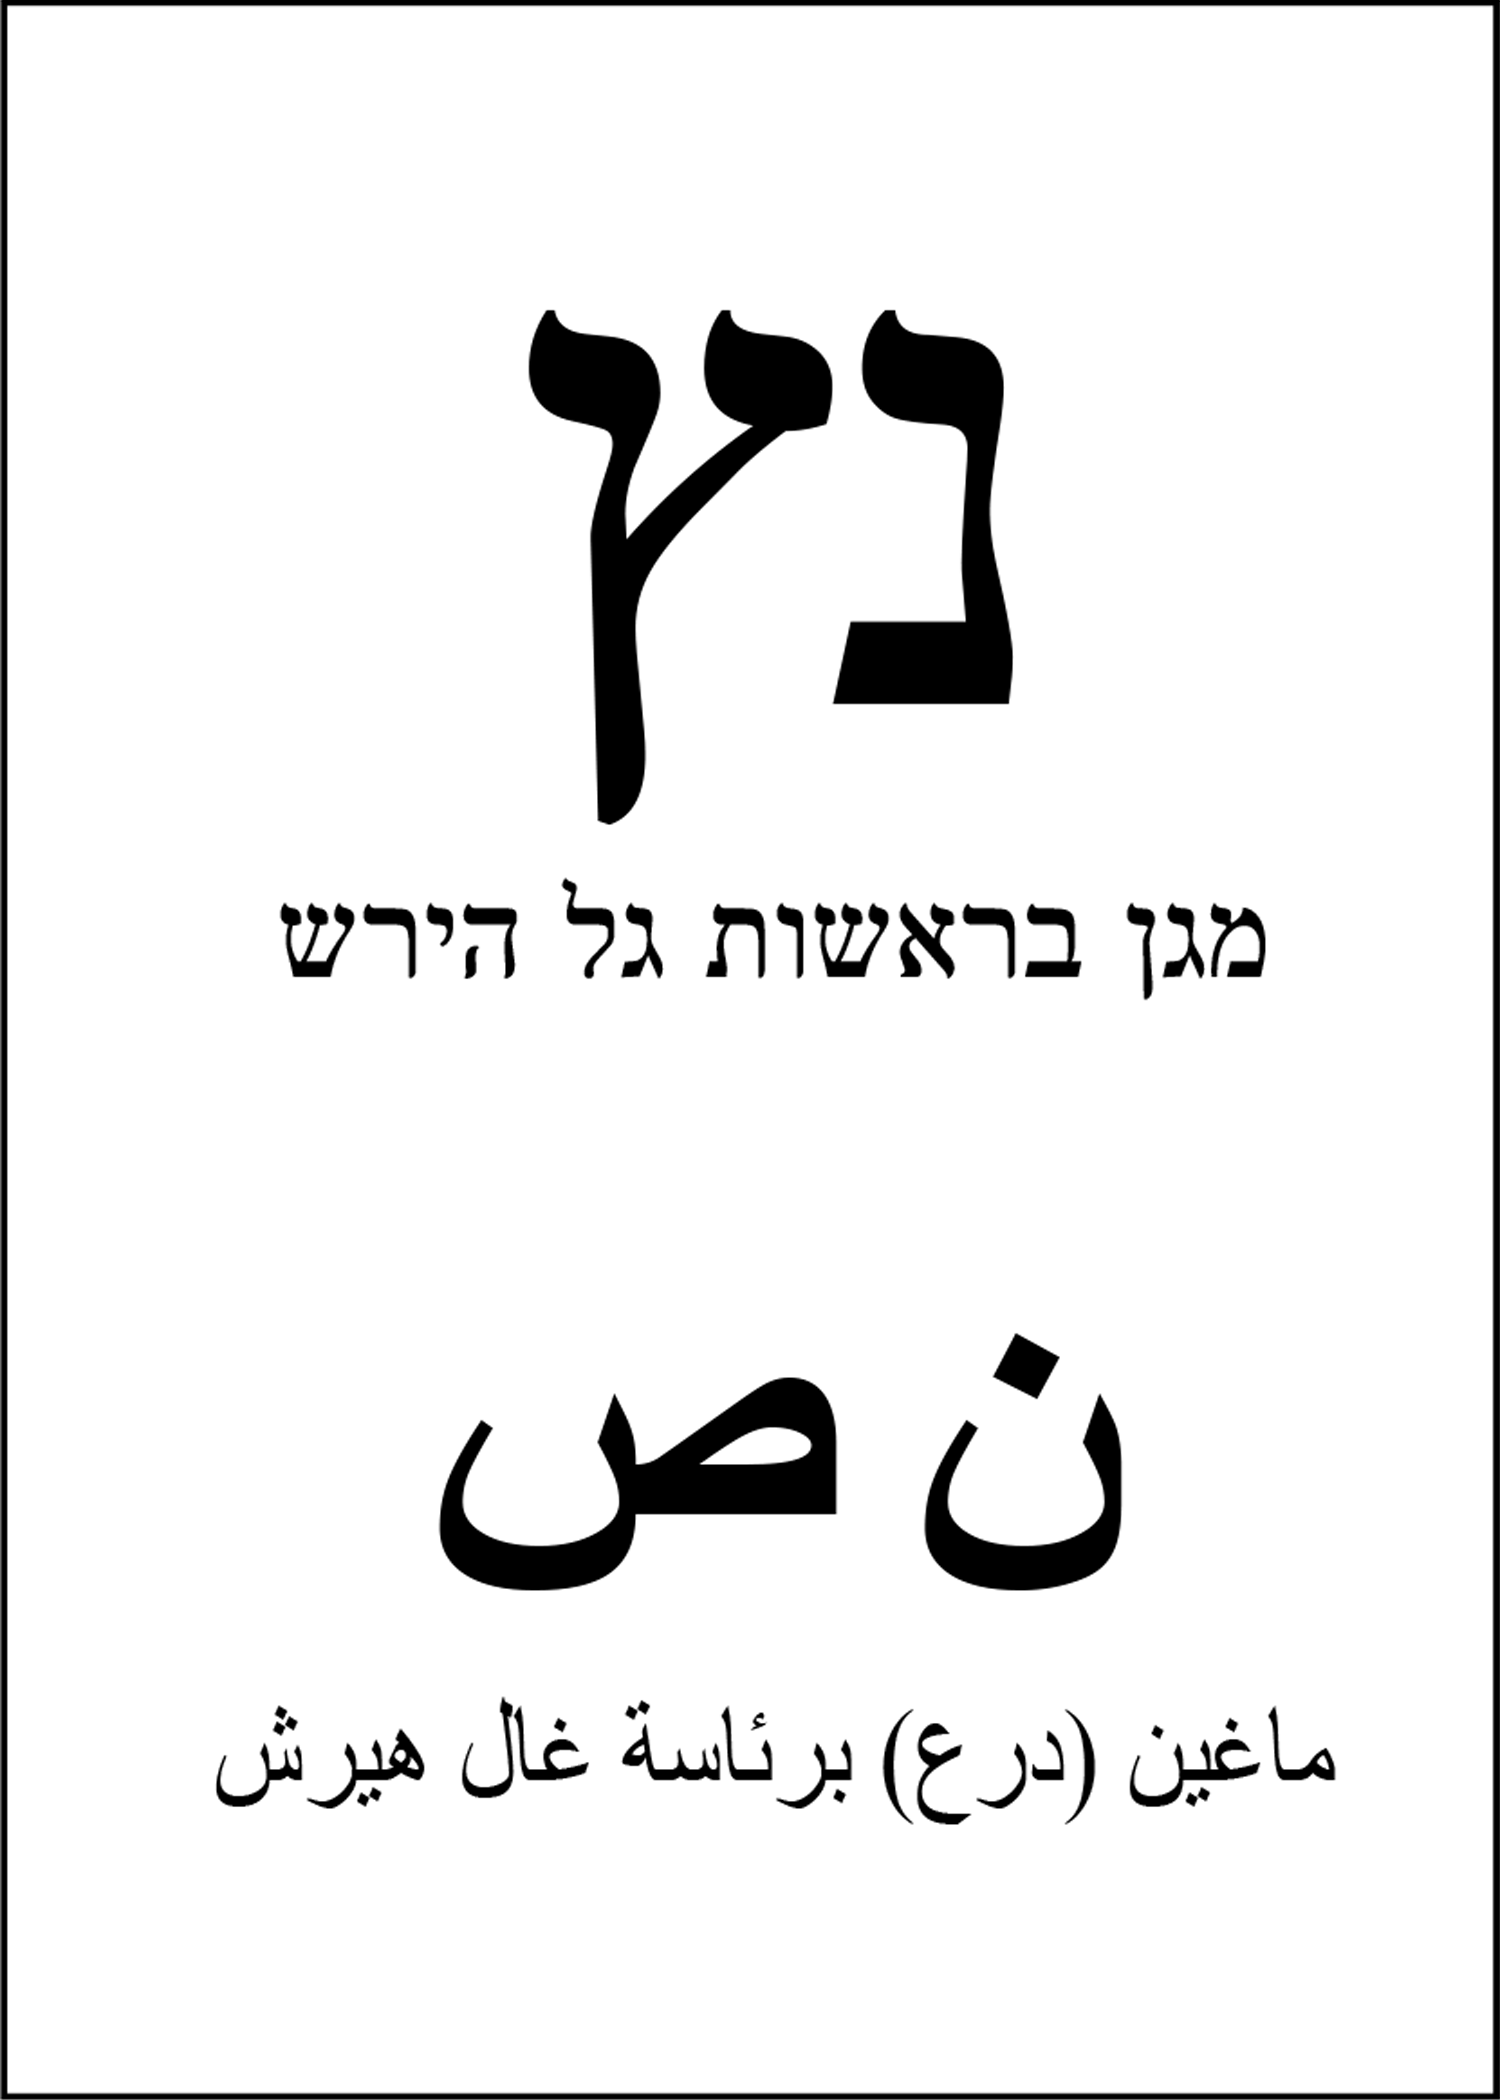 נץ
מגן בראשות גל הירש
ن ص
ماغين (درع) برئاسة غال هيرش